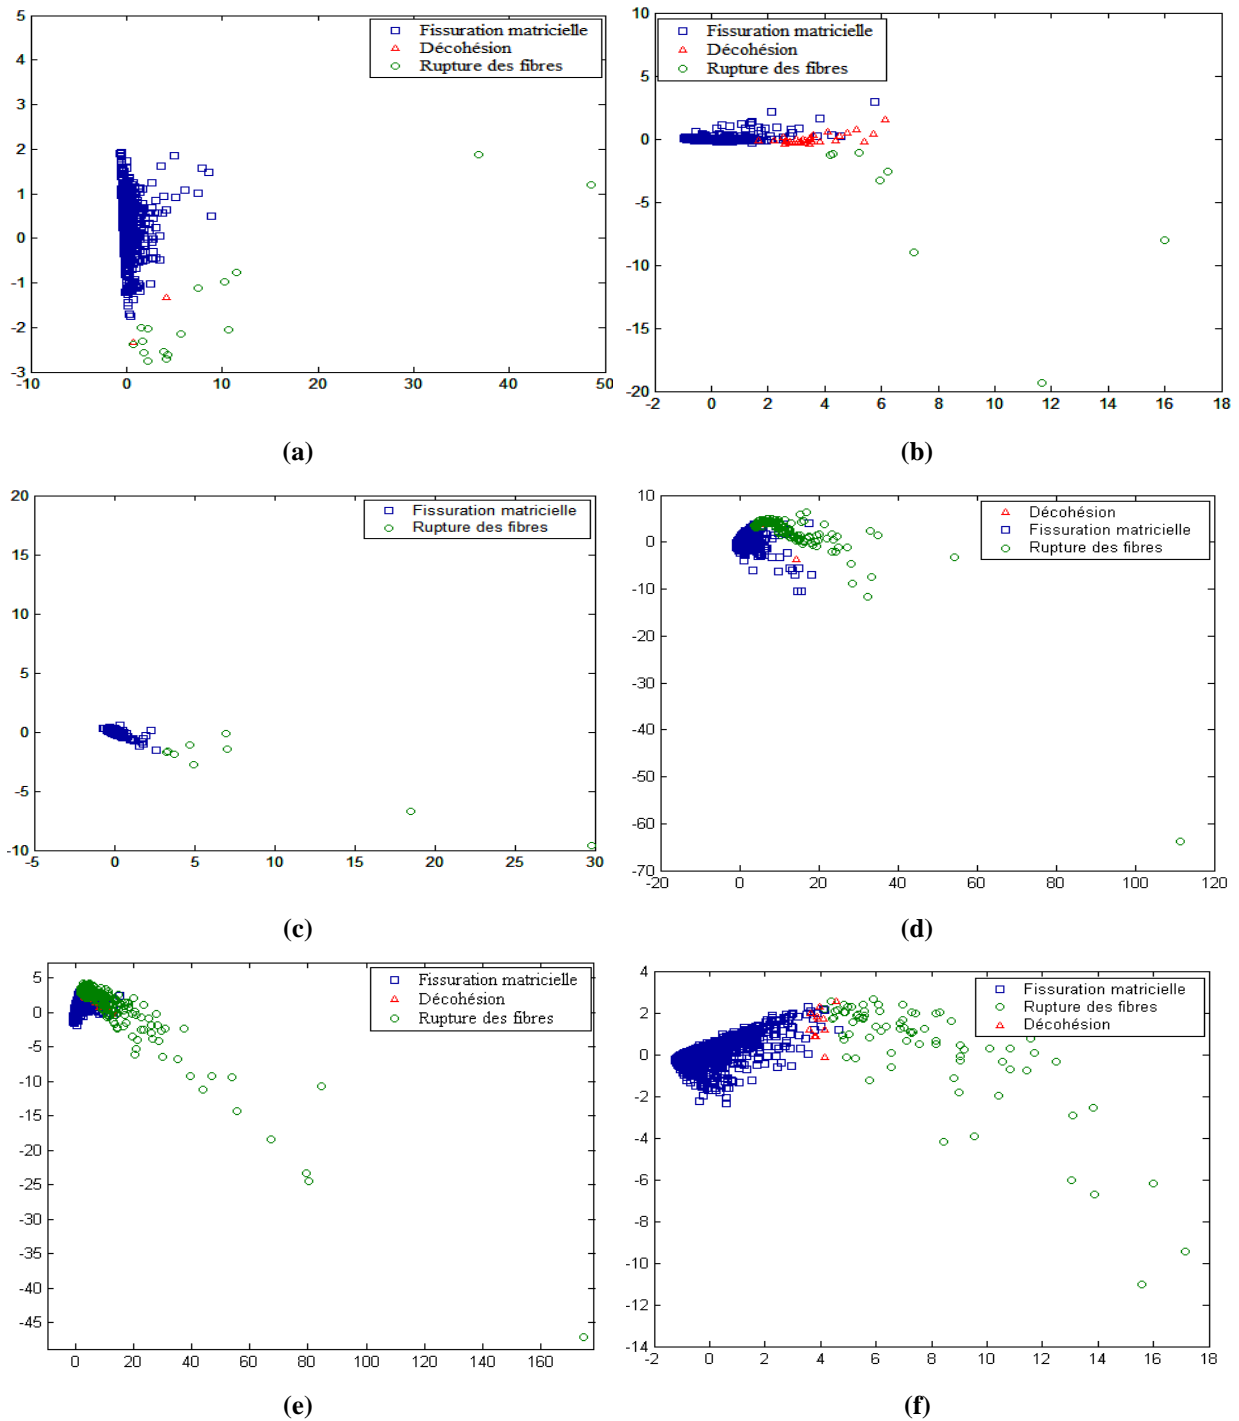 5
4
3
2
1
0
-1
-2
-3
-10 0 10 20 30 40 50
Fissuration matricielle
Décohésion
Rupture des fibres
(a)
10
5
0
-5
-10
-15
-20
-2 0 2 4 6 8 10 12 14 16 18
Fissuration matricielle
Décohésion
Rupture des fibres
(b)
20
15
10
5
0
-5
-10
-5 0 5 10 15 20 25 30
Fissuration matricielle
Rupture des fibres
(c)
10
0
-10
-20
-30
-40
-50
-60
-70
-20 0 20 40 60 80 100 120
Décohésion
Fissuration matricielle
Rupture des fibres
(d)
5
0
-5
-10
-15
-20
-25
-30
-35
-40
-45
0 20 40 60 80 100 120 140 160
Fissuration matricielle
Décohésion
Rupture des fibres
(e)
4
2
0
-2
-4
-6
-8
-10
-12
-14
-2 0 2 4 6 8 10 12 14 16 18
Fissuration matricielle
Rupture des fibres
Décohésion
(f)